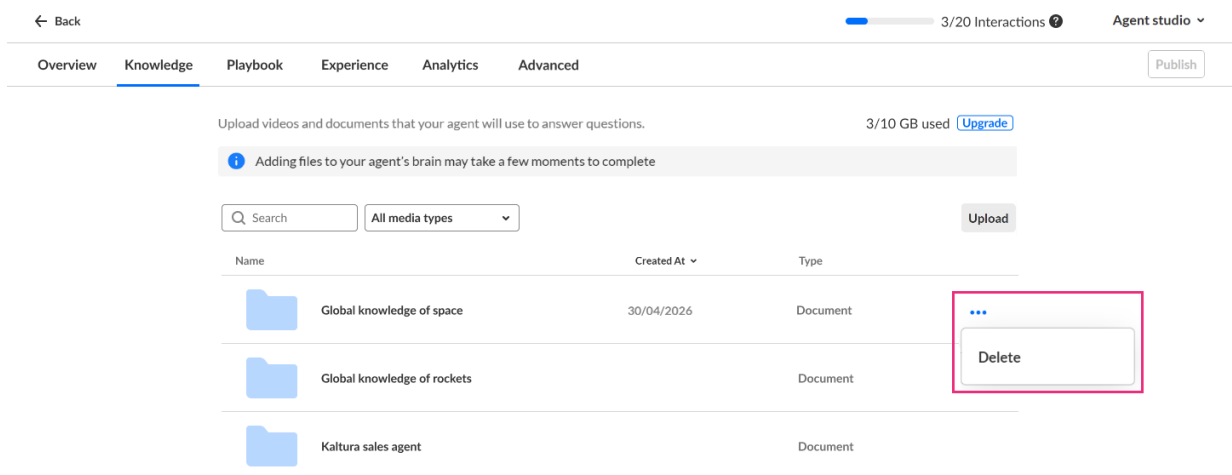 Back
3/20 Interactions ?
Agent studio
Overview Knowledge Playbook Experience Analytics Advanced
Publish
Upload videos and documents that your agent will use to answer questions.
3/10 GB used Upgrade
i Adding files to your agent's brain may take a few moments to complete
Search
All media types
Upload
Name Created At Type
Global knowledge of space 30/04/2026 Document
Delete
Global knowledge of rockets Document
Kaltura sales agent Document